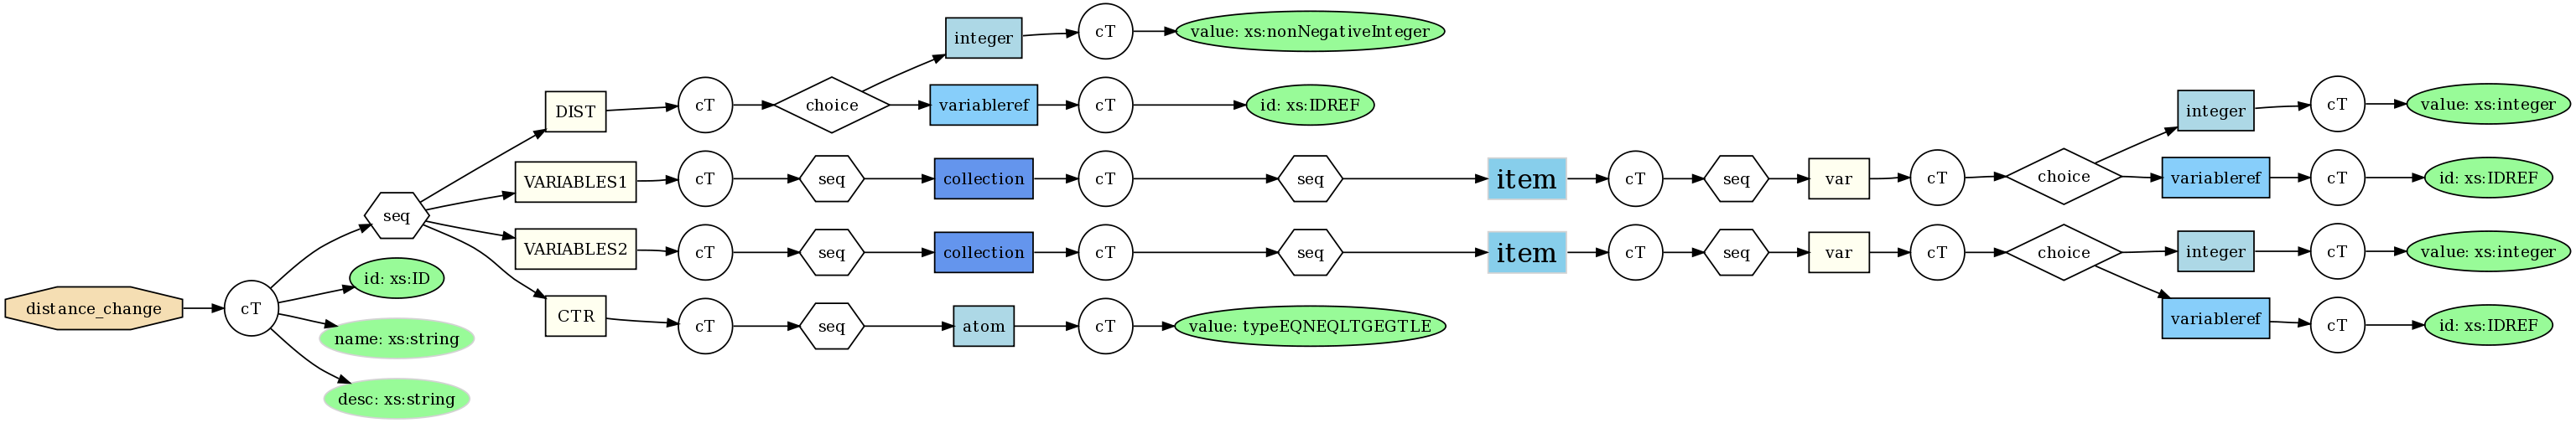 distance_change
cT
seq
id: xs:ID
name: xs:string
desc: xs:string
DIST
cT
choice
integer
cT
value: xs:nonNegativeInteger
variableref
cT
id: xs:IDREF
VARIABLES1
cT
seq
collection
cT
seq
item
cT
seq
var
cT
choice
integer
cT
value: xs:integer
variableref
cT
id: xs:IDREF
VARIABLES2
cT
seq
collection
cT
seq
item
cT
seq
var
cT
choice
integer
cT
value: xs:integer
variableref
cT
id: xs:IDREF
CTR
cT
seq
atom
cT
value: typeEQNEQLTGEGTLE